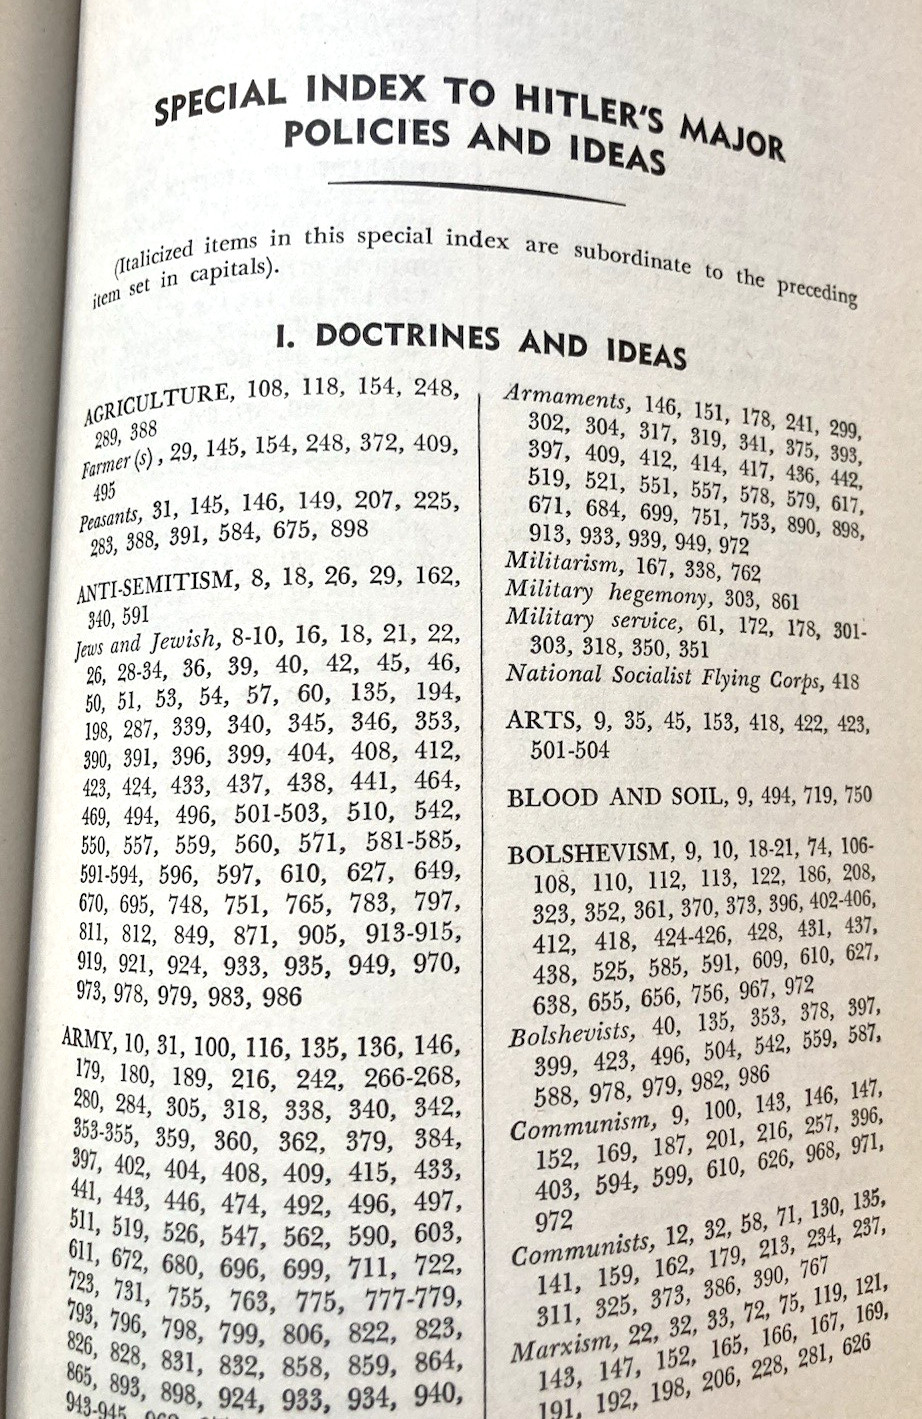 SPECIAL INDEX TO HITLER'S MAJOR
POLICIES AND IDEAS
(Italicized items in this special index are subordinate to the preceding
item set in capitals).
I. DOCTRINES AND IDEAS
AGRICULTURE, 108, 118, 154, 248,
289, 388
Farmer(s), 29, 145, 154, 248, 372, 409,
495
Peasants, 31, 145, 146, 149, 207, 225,
283, 388, 391, 584, 675, 898
ANTI-SEMITISM, 8, 18, 26, 29, 162,
340, 591
Jews and Jewish, 8-10, 16, 18, 21, 22,
26, 28-34, 36, 39, 40, 42, 45, 46,
50, 51, 53, 54, 57, 60, 135, 194,
198, 287, 339, 340, 345, 346, 353,
390, 391, 396, 399, 404, 408, 412,
423, 424, 433, 437, 438, 441, 464,
469, 494, 496, 501-503, 510, 542,
550, 557, 559, 560, 571, 581-585,
591-594, 596, 597, 610, 627, 649,
670, 695, 748, 751, 765, 783, 797,
811, 812, 849, 871, 905, 913-915,
919, 921, 924, 933, 935, 949, 970,
973, 978, 979, 983, 986
ARMY, 10, 31, 100, 116, 135, 136, 146,
179, 180, 189, 216, 242, 266-268,
280, 284, 305, 318, 338, 340, 342,
353-355, 359, 360, 362, 379, 384,
397, 402, 404, 408, 409, 415, 433,
441, 443, 446, 474, 492, 496, 497,
511, 519, 526, 547, 562, 590, 603,
611, 672, 680, 696, 699, 711, 722,
723, 731, 755, 763, 775, 777-779,
793, 796, 798, 799, 806, 822, 823,
826, 828, 831, 832, 858, 859, 864,
865, 893, 898, 924, 933, 934, 940,
943-945,
Armaments, 146, 151, 178, 241, 299,
302, 304, 317, 319, 341, 375, 393,
397, 409, 412, 414, 417, 436, 442,
519, 521, 551, 557, 578, 579, 617,
671, 684, 699, 751, 753, 890, 898,
913, 933, 939, 949, 972
Militarism, 167, 338, 762
Military hegemony, 303, 861
Military service, 61, 172, 178, 301-
303, 318, 350, 351
National Socialist Flying Corps, 418
ARTS, 9, 35, 45, 153, 418, 422, 423,
501-504
BLOOD AND SOIL, 9, 494, 719, 750
BOLSHEVISM, 9, 10, 18-21, 74, 106-
108, 110, 112, 113, 122, 186, 208,
323, 352, 361, 370, 373, 396, 402-406,
412, 418, 424-426, 428, 431, 437,
438, 525, 585, 591, 609, 610, 627,
638, 655, 656, 756, 967, 972
Bolshevists, 40, 135, 353, 378, 397,
399, 423, 496, 504, 542, 559, 587,
588, 978, 979, 982, 986
Communism, 9, 100, 143, 146, 147,
152, 169, 187, 201, 216, 257, 396,
403, 594, 599, 610, 626, 968, 971,
972
Communists, 12, 32, 58, 71, 130, 135,
141, 159, 162, 179, 213, 234, 237,
311, 325, 373, 386, 390, 767
Marxism, 22, 32, 33, 72, 75, 119, 121,
143, 147, 152, 165, 166, 167, 169,
191, 192, 198, 206, 228, 281, 626